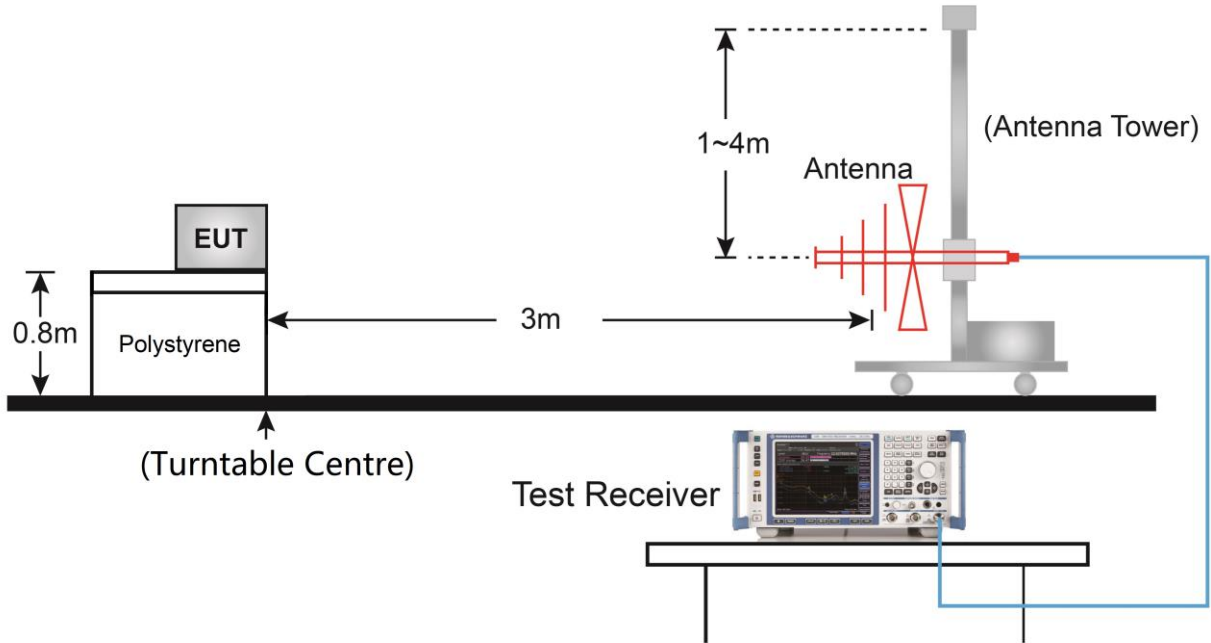 1~4m
(Antenna Tower)
Antenna
EUT
0.8m
3m
Polystyrene
(Turntable Centre)
Test Receiver